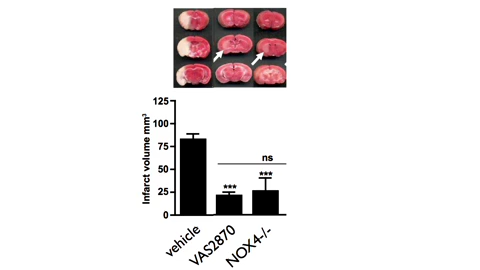 125
Infarct volume mm³
100
75
50
25
0
ns
***
***
vehicle
VAS2870
NOX4-/-